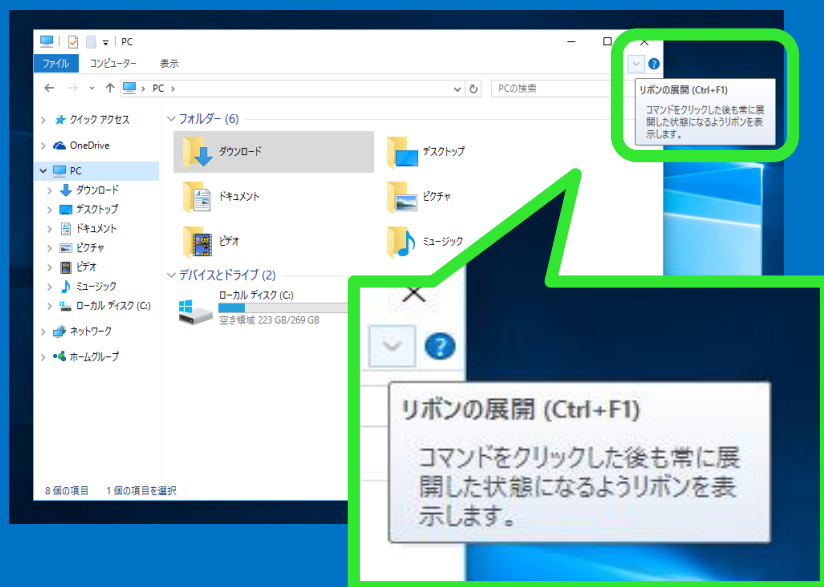 PC
ファイル コンピューター 表示
PC
PCの検索
クイック アクセス
OneDrive
PC
ダウンロード
デスクトップ
ドキュメント
ピクチャ
ビデオ
ミュージック
ローカル ディスク (C:)
ネットワーク
ホームグループ
フォルダー (6)
ダウンロード
デスクトップ
ドキュメント
ピクチャ
ビデオ
ミュージック
デバイスとドライブ (2)
ローカル ディスク (C:)
空き領域 223 GB/269 GB
8 個の項目 1 個の項目を選択
リボンの展開 (Ctrl+F1)
コマンドをクリックした後も常に展
開した状態になるようリボンを表
示します。
リボンの展開 (Ctrl+F1)
コマンドをクリックした後も常に展
開した状態になるようリボンを表
示します。